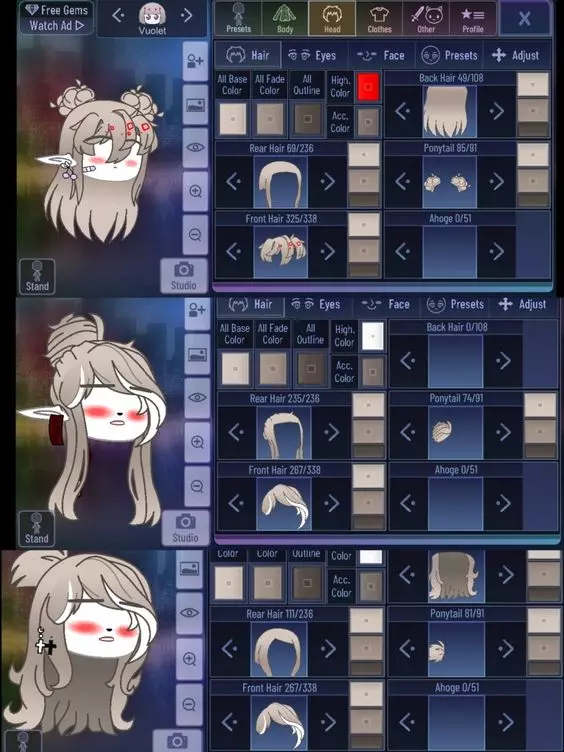 Free Gems
Watch Ad
Vuolet
Presets
Body
Head
Clothes
Other
Profile
X
Hair
Eyes
Face
Presets
Adjust
All Base Color
All Fade Color
All Outline
High. Color
Acc. Color
Back Hair 49/108
Rear Hair 69/236
Ponytail 85/91
Front Hair 325/338
Ahoge 0/51
Stand
Studio
Hair
Eyes
Face
Presets
Adjust
All Base Color
All Fade Color
All Outline
High. Color
Acc. Color
Back Hair 0/108
Rear Hair 235/236
Ponytail 74/91
Front Hair 267/338
Ahoge 0/51
Stand
Studio
Color
Color
Outline
Color
Acc. Color
Rear Hair 111/236
Ponytail 81/91
Front Hair 267/338
Ahoge 0/51